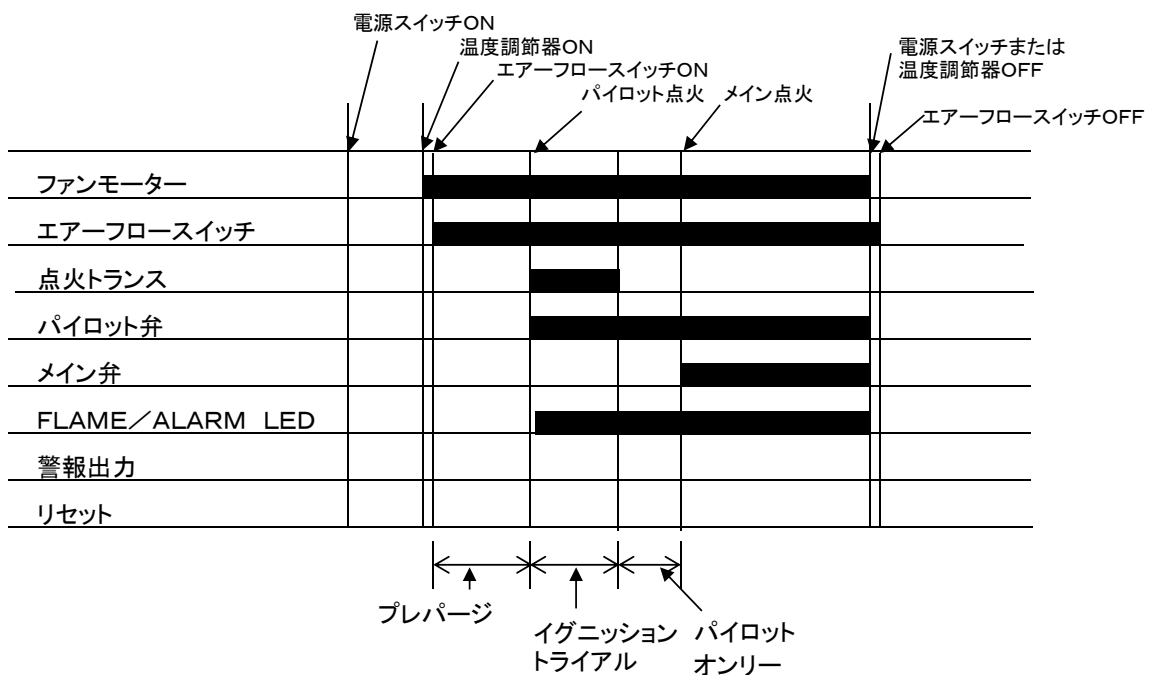 電源スイッチON
温度調節器ON
エアーフロースイッチON
パイロット点火
メイン点火
電源スイッチまたは
温度調節器OFF
エアーフロースイッチOFF
ファンモーター
エアーフロースイッチ
点火トランス
パイロット弁
メイン弁
FLAME／ALARM LED
警報出力
リセット
プレパージ
イグニッション
トライアル
パイロット
オンリー